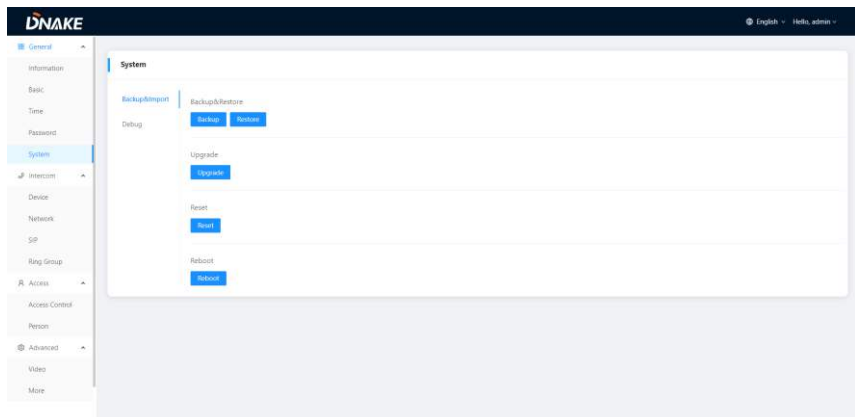 DNAKE
English
Hello, admin
General
Information
Basic
Time
Password
System
Intercom
Device
Network
SIP
Ring Group
Access
Access Control
Person
Advanced
Video
More
System
Backup&Import
Debug
Backup&Restore
Backup
Restore
Upgrade
Upgrade
Reset
Reset
Reboot
Reboot